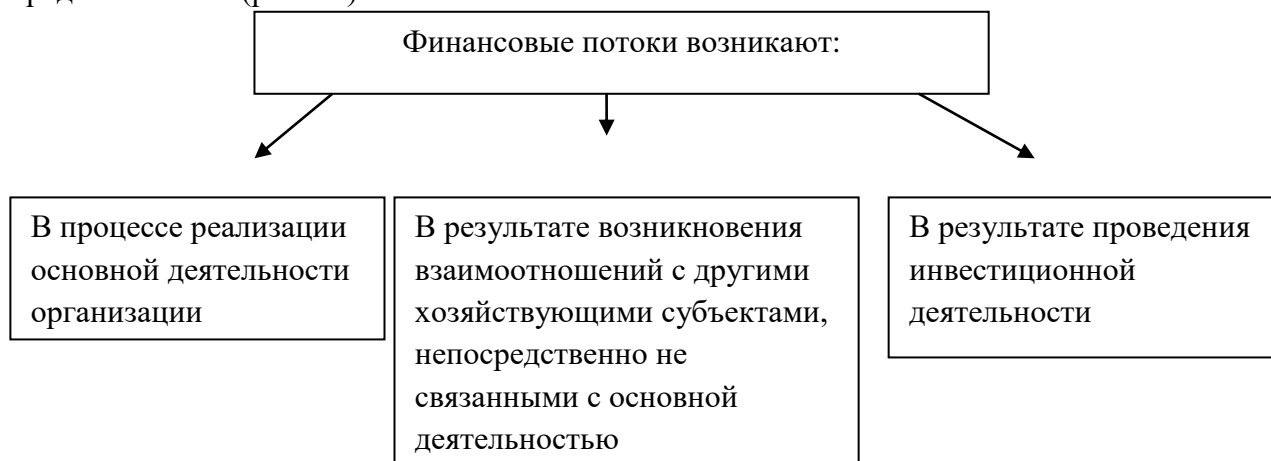 Финансовые потоки возникают:
В процессе реализации
основной деятельности
организации
В результате возникновения
взаимоотношений с другими
хозяйствующими субъектами,
непосредственно не
связанными с основной
деятельностью
В результате проведения
инвестиционной
деятельности